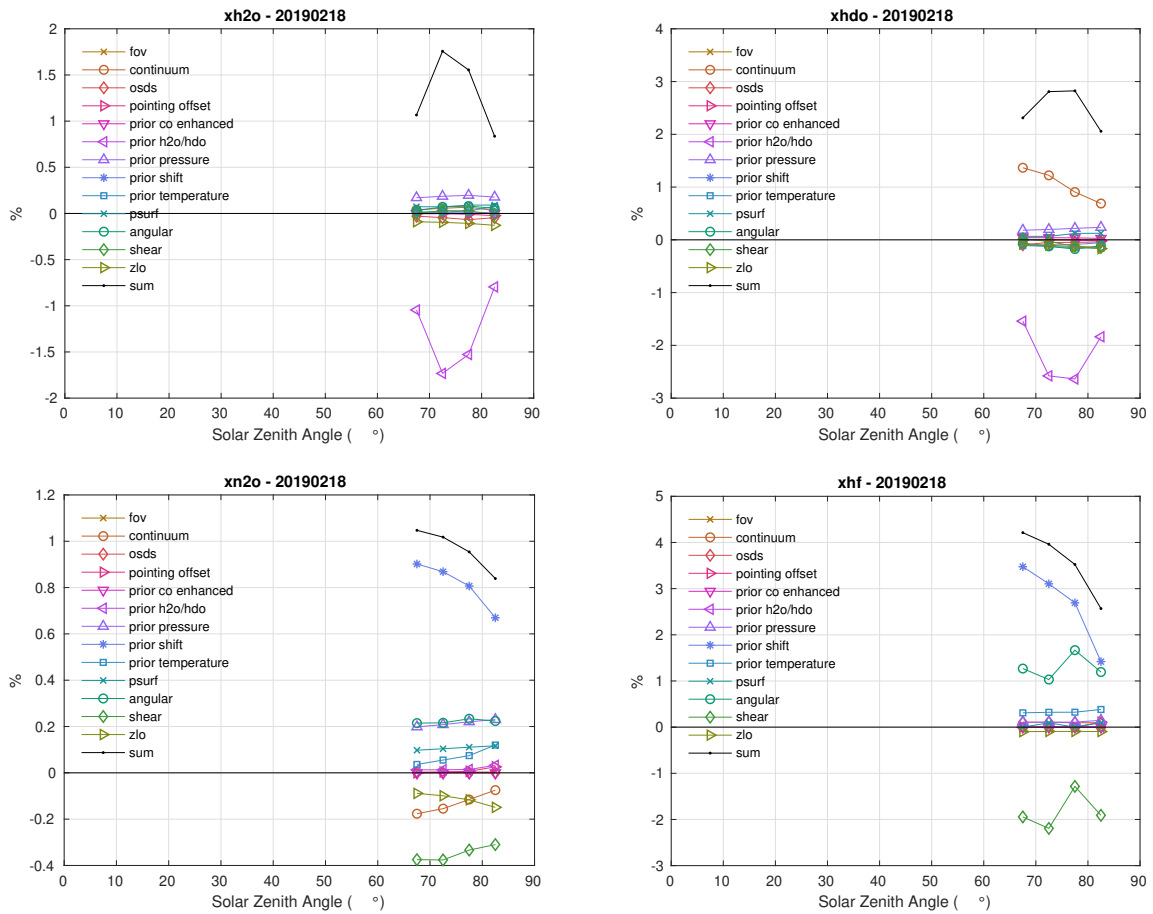 xh2o - 20190218
2
1.5
1
0.5
0
-0.5
-1
-1.5
-2
%
fov
continuum
osds
pointing offset
prior co enhanced
prior h2o/hdo
prior pressure
prior shift
prior temperature
psurf
angular
shear
zlo
sum
0 10 20 30 40 50 60 70 80 90
Solar Zenith Angle ( °)
xhdo - 20190218
4
3
2
1
0
-1
-2
-3
%
fov
continuum
osds
pointing offset
prior co enhanced
prior h2o/hdo
prior pressure
prior shift
prior temperature
psurf
angular
shear
zlo
sum
0 10 20 30 40 50 60 70 80 90
Solar Zenith Angle ( °)
xn2o - 20190218
1.2
1
0.8
0.6
0.4
0.2
0
-0.2
-0.4
%
fov
continuum
osds
pointing offset
prior co enhanced
prior h2o/hdo
prior pressure
prior shift
prior temperature
psurf
angular
shear
zlo
sum
0 10 20 30 40 50 60 70 80 90
Solar Zenith Angle ( °)
xhf - 20190218
5
4
3
2
1
0
-1
-2
-3
%
fov
continuum
osds
pointing offset
prior co enhanced
prior h2o/hdo
prior pressure
prior shift
prior temperature
psurf
angular
shear
zlo
sum
0 10 20 30 40 50 60 70 80 90
Solar Zenith Angle ( °)